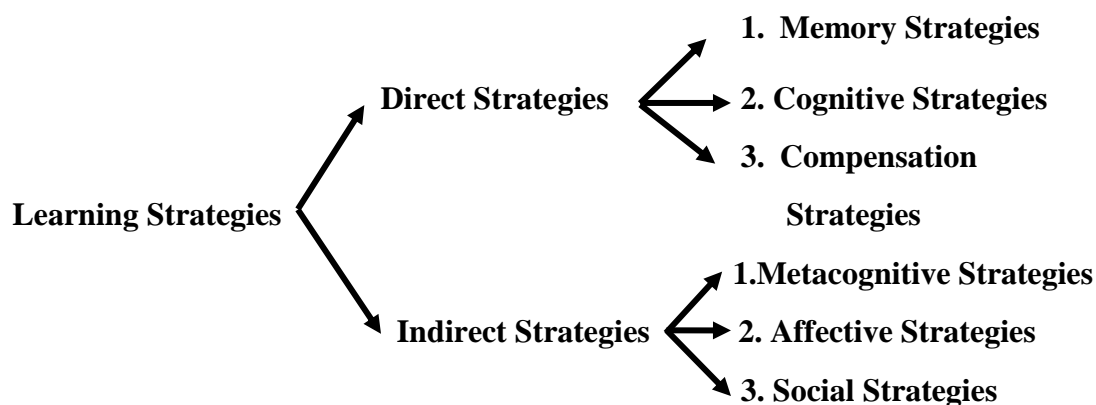 1. Memory Strategies
Direct Strategies
2. Cognitive Strategies
3. Compensation
Strategies
Learning Strategies
1.Metacognitive Strategies
Indirect Strategies
2. Affective Strategies
3. Social Strategies